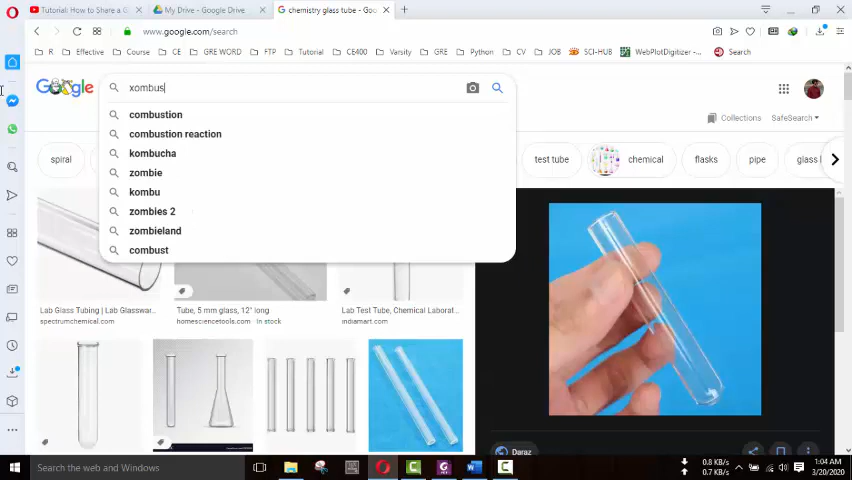 Tutorial: How to Share a G
My Drive - Google Drive
chemistry glass tube - Goo
www.google.com/search
R
Effective
Course
CE
GRE WORD
FTP
Tutorial
CE400
Varsity
GRE
Python
CV
JOB
SCI-HUB
WebPlotDigitizer -...
Search
Google
xombus
Collections
SafeSearch
combustion
combustion reaction
kombucha
zombie
kombu
zombies 2
zombieland
combust
spiral
test tube
chemical
flasks
pipe
glass
Lab Glass Tubing | Lab Glasswar...
spectrumchemical.com
Tube, 5 mm glass, 12" long
homesciencetools.com · In stock
Lab Test Tube, Chemical Laborat...
indiamart.com
Daraz
Search the web and Windows
0.8 KB/s
0.7 KB/s
1:04 AM
3/20/2020